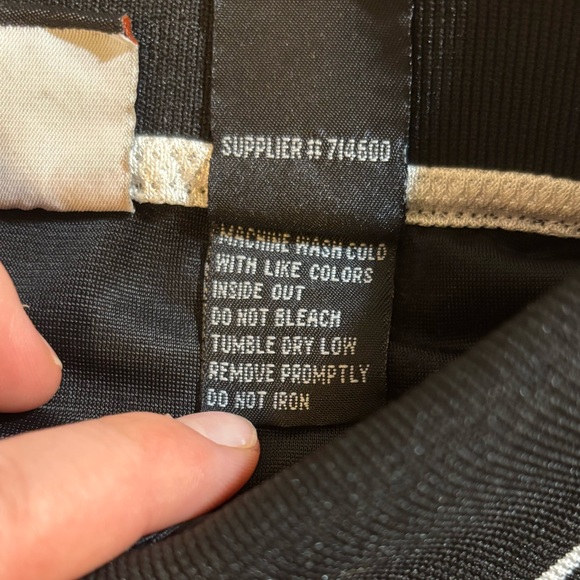 SUPPLIER # 714600
MACHINE WASH COLD
WITH LIKE COLORS
INSIDE OUT
DO NOT BLEACH
TUMBLE DRY LOW
REMOVE PROMPTLY
DO NOT IRON